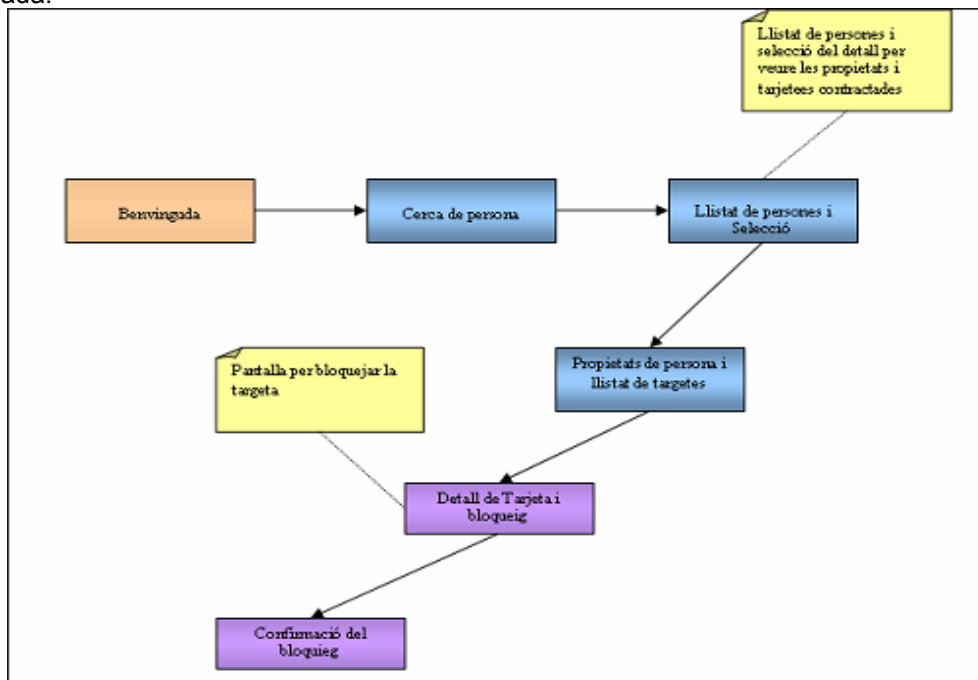 Llistat de persones i
selecció del detall per
veure les propietats i
tarjetees contractades
Benvinguda
Cerca de persona
Llistat de persones i
Selecció
Propietats de persona i
llistat de targetes
Pantalla per bloquejar la
targeta
Detall de Tarjeta i
bloqueig
Confirmació del
bloquieg